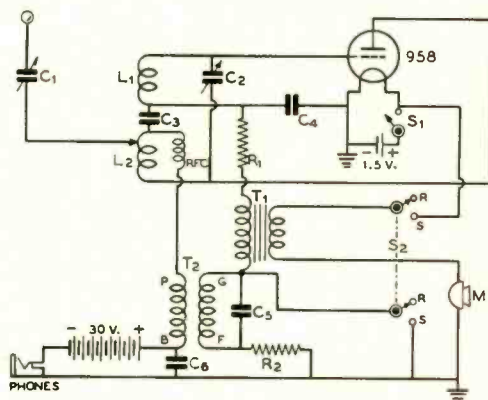 958
C1
L1
C2
S1
C3
C4
- +
1.5 V.
L2
RFC
R1
T1
R
S
S2
T2
P
G
C5
M
R
S
- 30 V. +
B
F
R2
C6
PHONES